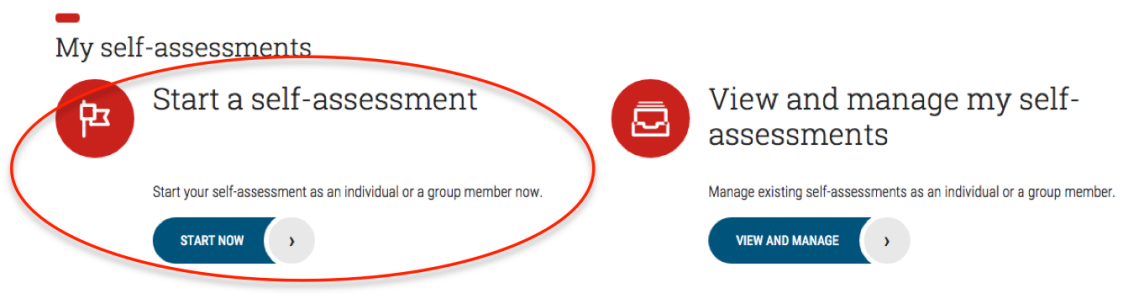 My self-assessments
Start a self-assessment
Start your self-assessment as an individual or a group member now.
START NOW
View and manage my self-
assessments
Manage existing self-assessments as an individual or a group member.
VIEW AND MANAGE